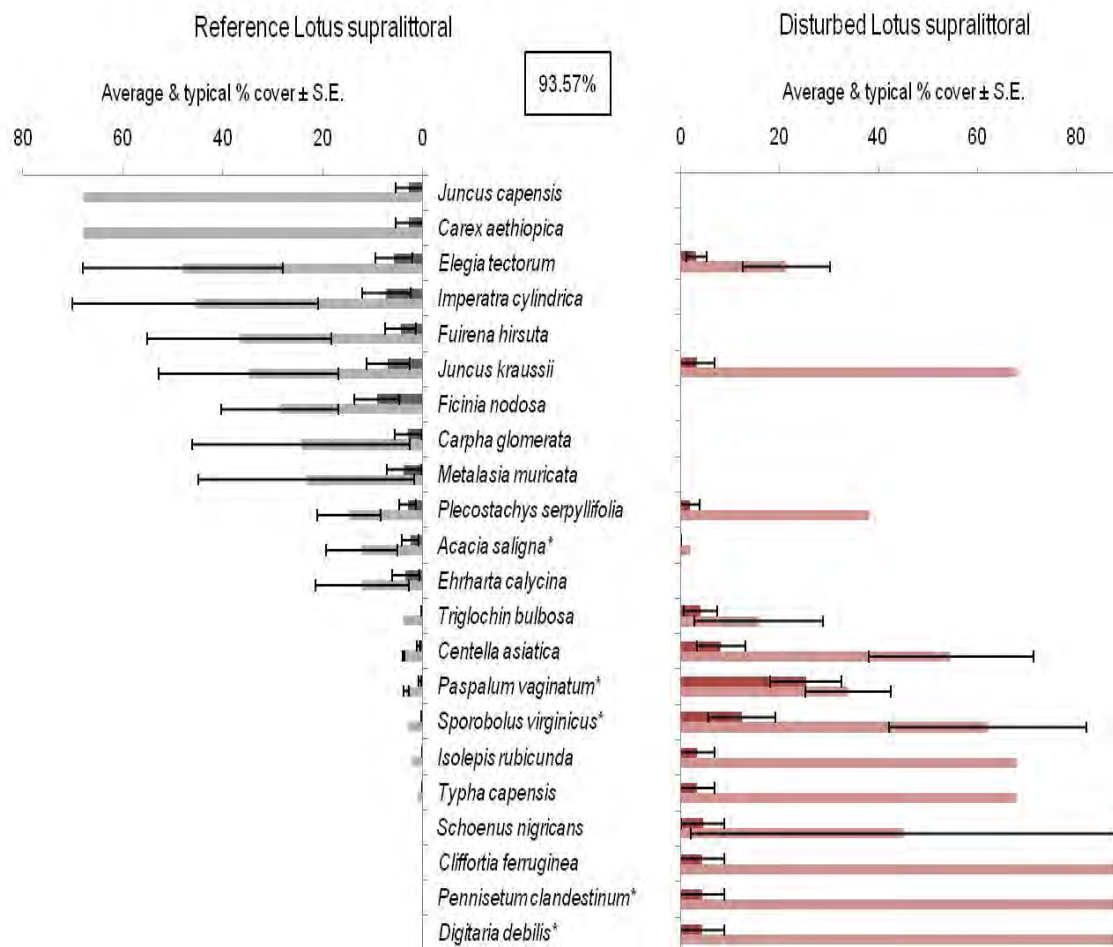 Reference Lotus supralittoral
Disturbed Lotus supralittoral
93.57%
Average & typical % cover ± S.E.
Average & typical % cover ± S.E.
80 60 40 20 0
0 20 40 60 80
Juncus capensis
Carex aethiopica
Elegia tectorum
Imperatra cylindrica
Fuirena hirsuta
Juncus kraussii
Ficinia nodosa
Carpha glomerata
Metalasia muricata
Plecostachys serpyllifolia
Acacia saligna*
Ehrharta calycina
Triglochin bulbosa
Centella asiatica
Paspalum vaginatum*
Sporobolus virginicus*
Isolepis rubicunda
Typha capensis
Schoenus nigricans
Cliffortia ferruginea
Pennisetum clandestinum*
Digitaria debilis*